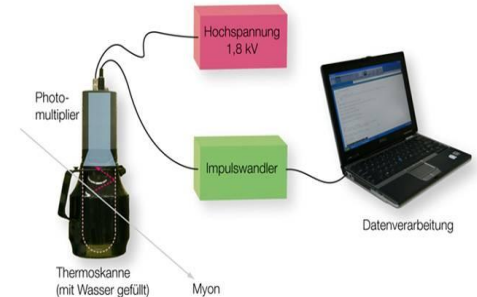 Hochspannung
1,8 kV
Photo-
multiplier
Impulswandler
Datenverarbeitung
Thermoskanne
(mit Wasser gefüllt)
Myon